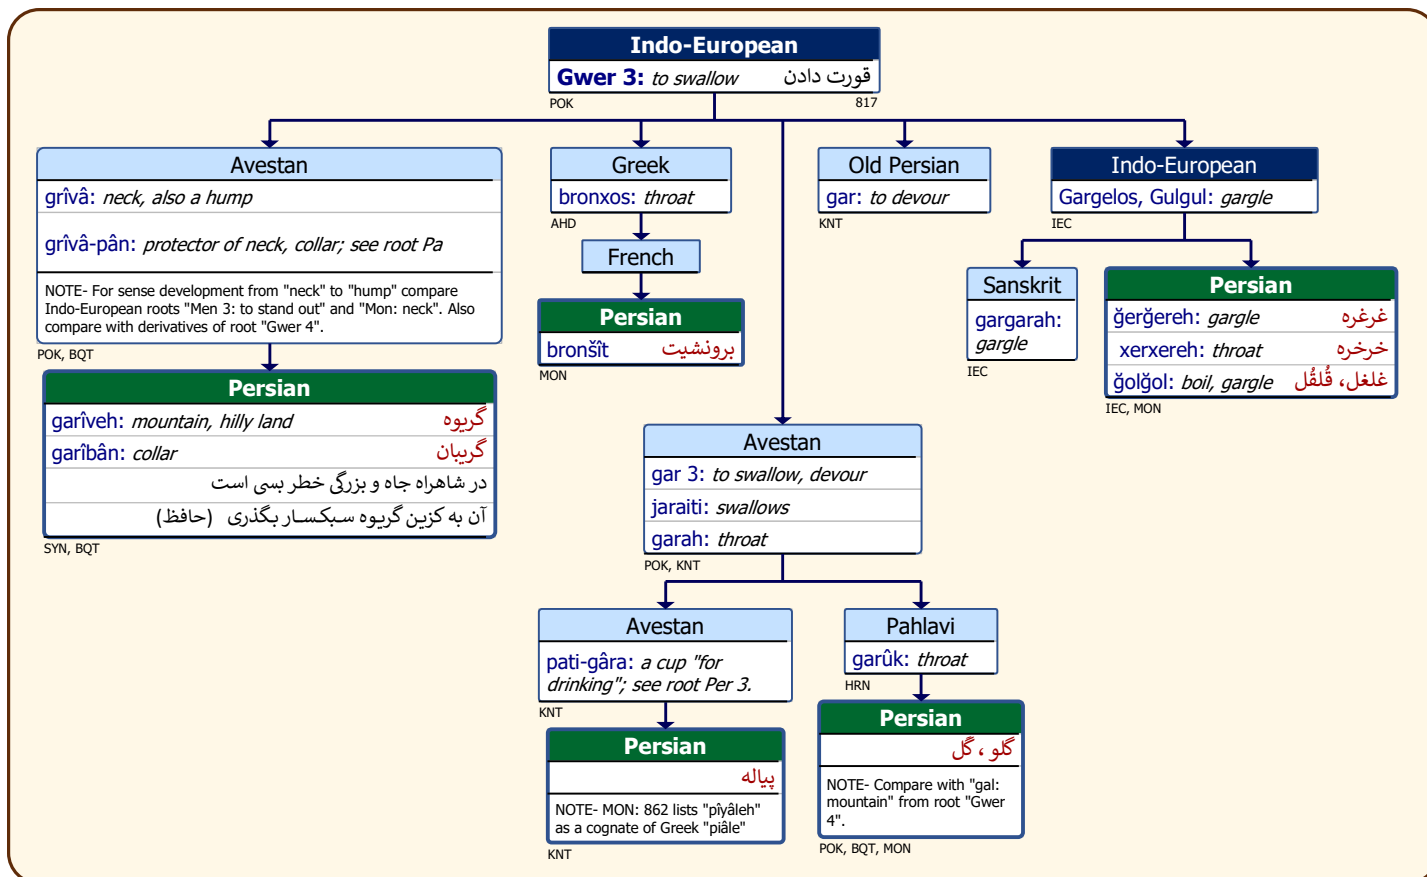 Indo-European
Gwer 3: to swallow قورت دادن
POK 817
Avestan
grîvâ: neck, also a hump
grîvâ-pân: protector of neck, collar; see root Pa
NOTE- For sense development from "neck" to "hump" compare
Indo-European roots "Men 3: to stand out" and "Mon: neck". Also
compare with derivatives of root "Gwer 4".
POK, BQT
Persian
garîveh: mountain, hilly land گریوه
garîbân: collar گریبان
در شاهراه جاه و بزرگی خطر بسی است
آن به کزین گریوه سبکسار بگذری (حافظ)
SYN, BQT
Greek
bronxos: throat
AHD
French
Persian
bronšît برونشیت
MON
Old Persian
gar: to devour
KNT
Indo-European
Gargelos, Gulgul: gargle
IEC
Sanskrit
gargarah:
gargle
IEC
Persian
ğerğereh: gargle غرغره
xerxereh: throat خرخره
ğolğol: boil, gargle غلغل، قُلقُل
IEC, MON
Avestan
gar 3: to swallow, devour
jaraiti: swallows
garah: throat
POK, KNT
Avestan
pati-gâra: a cup "for
drinking"; see root Per 3.
KNT
Persian
پیاله
NOTE- MON: 862 lists "pîyâleh"
as a cognate of Greek "piâle"
KNT
Pahlavi
garûk: throat
HRN
Persian
گلو ، گل
NOTE- Compare with "gal:
mountain" from root "Gwer
4".
POK, BQT, MON